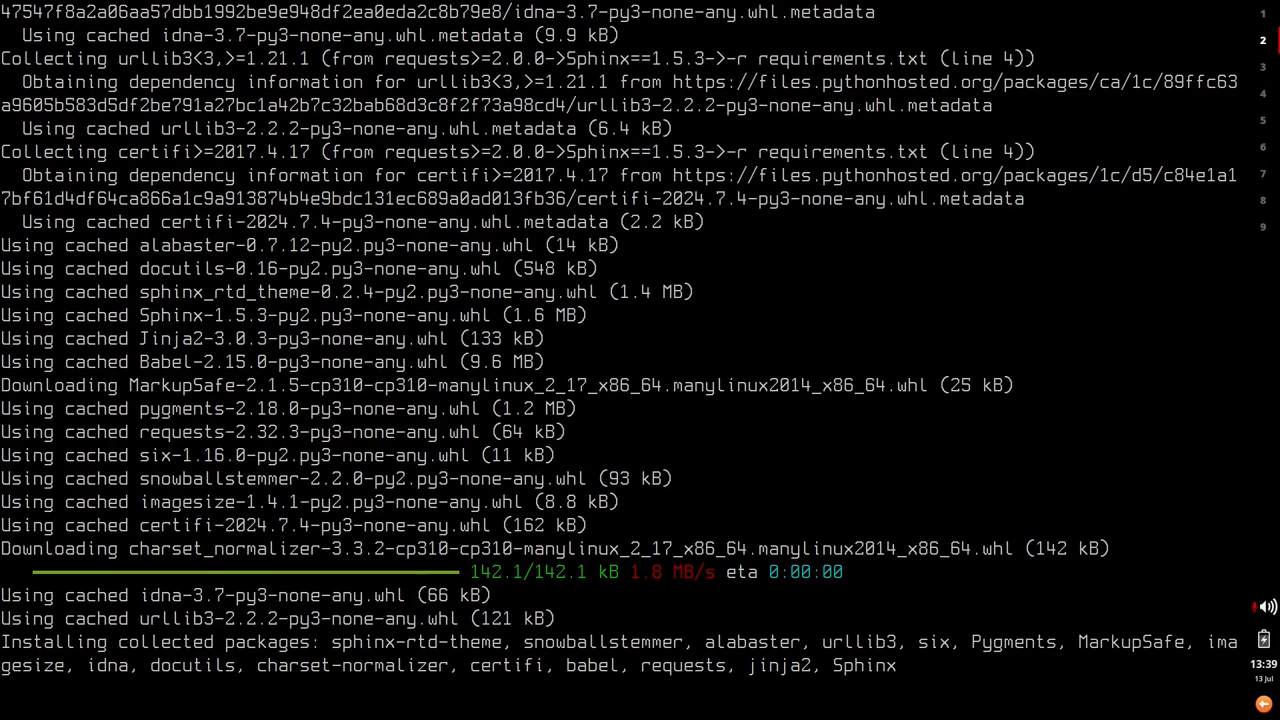 47547f8a2a06aa57dbb1992be9e948df2ea0eda2c8b79e8/idna-3.7-py3-none-any.whl.metadata
  Using cached idna-3.7-py3-none-any.whl.metadata (9.9 kB)
Collecting urllib3<3,>=1.21.1 (from requests>=2.0.0->Sphinx==1.5.3->-r requirements.txt (line 4))
  Obtaining dependency information for urllib3<3,>=1.21.1 from https://files.pythonhosted.org/packages/ca/1c/89ffc63
a9605b583d5df2be791a27bc1a42b7c32bab68d3c8f2f73a98cd4/urllib3-2.2.2-py3-none-any.whl.metadata
  Using cached urllib3-2.2.2-py3-none-any.whl.metadata (6.4 kB)
Collecting certifi>=2017.4.17 (from requests>=2.0.0->Sphinx==1.5.3->-r requirements.txt (line 4))
  Obtaining dependency information for certifi>=2017.4.17 from https://files.pythonhosted.org/packages/1c/d5/c84e1a1
7bf61d4df64ca866a1c9a913874b4e9bdc131ec689a0ad013fb36/certifi-2024.7.4-py3-none-any.whl.metadata
  Using cached certifi-2024.7.4-py3-none-any.whl.metadata (2.2 kB)
Using cached alabaster-0.7.12-py2.py3-none-any.whl (14 kB)
Using cached docutils-0.16-py2.py3-none-any.whl (548 kB)
Using cached sphinx_rtd_theme-0.2.4-py2.py3-none-any.whl (1.4 MB)
Using cached Sphinx-1.5.3-py2.py3-none-any.whl (1.6 MB)
Using cached Jinja2-3.0.3-py3-none-any.whl (133 kB)
Using cached Babel-2.15.0-py3-none-any.whl (9.6 MB)
Downloading MarkupSafe-2.1.5-cp310-cp310-manylinux_2_17_x86_64.manylinux2014_x86_64.whl (25 kB)
Using cached pygments-2.18.0-py3-none-any.whl (1.2 MB)
Using cached requests-2.32.3-py3-none-any.whl (64 kB)
Using cached six-1.16.0-py2.py3-none-any.whl (11 kB)
Using cached snowballstemmer-2.2.0-py2.py3-none-any.whl (93 kB)
Using cached imagesize-1.4.1-py2.py3-none-any.whl (8.8 kB)
Using cached certifi-2024.7.4-py3-none-any.whl (162 kB)
Downloading charset_normalizer-3.3.2-cp310-cp310-manylinux_2_17_x86_64.manylinux2014_x86_64.whl (142 kB)
142.1/142.1 kB 1.8 MB/s eta 0:00:00
Using cached idna-3.7-py3-none-any.whl (66 kB)
Using cached urllib3-2.2.2-py3-none-any.whl (121 kB)
Installing collected packages: sphinx-rtd-theme, snowballstemmer, alabaster, urllib3, six, Pygments, MarkupSafe, ima
gesize, idna, docutils, charset-normalizer, certifi, babel, requests, jinja2, Sphinx
1
2
3
4
5
6
7
8
9
13:39
13 Jul